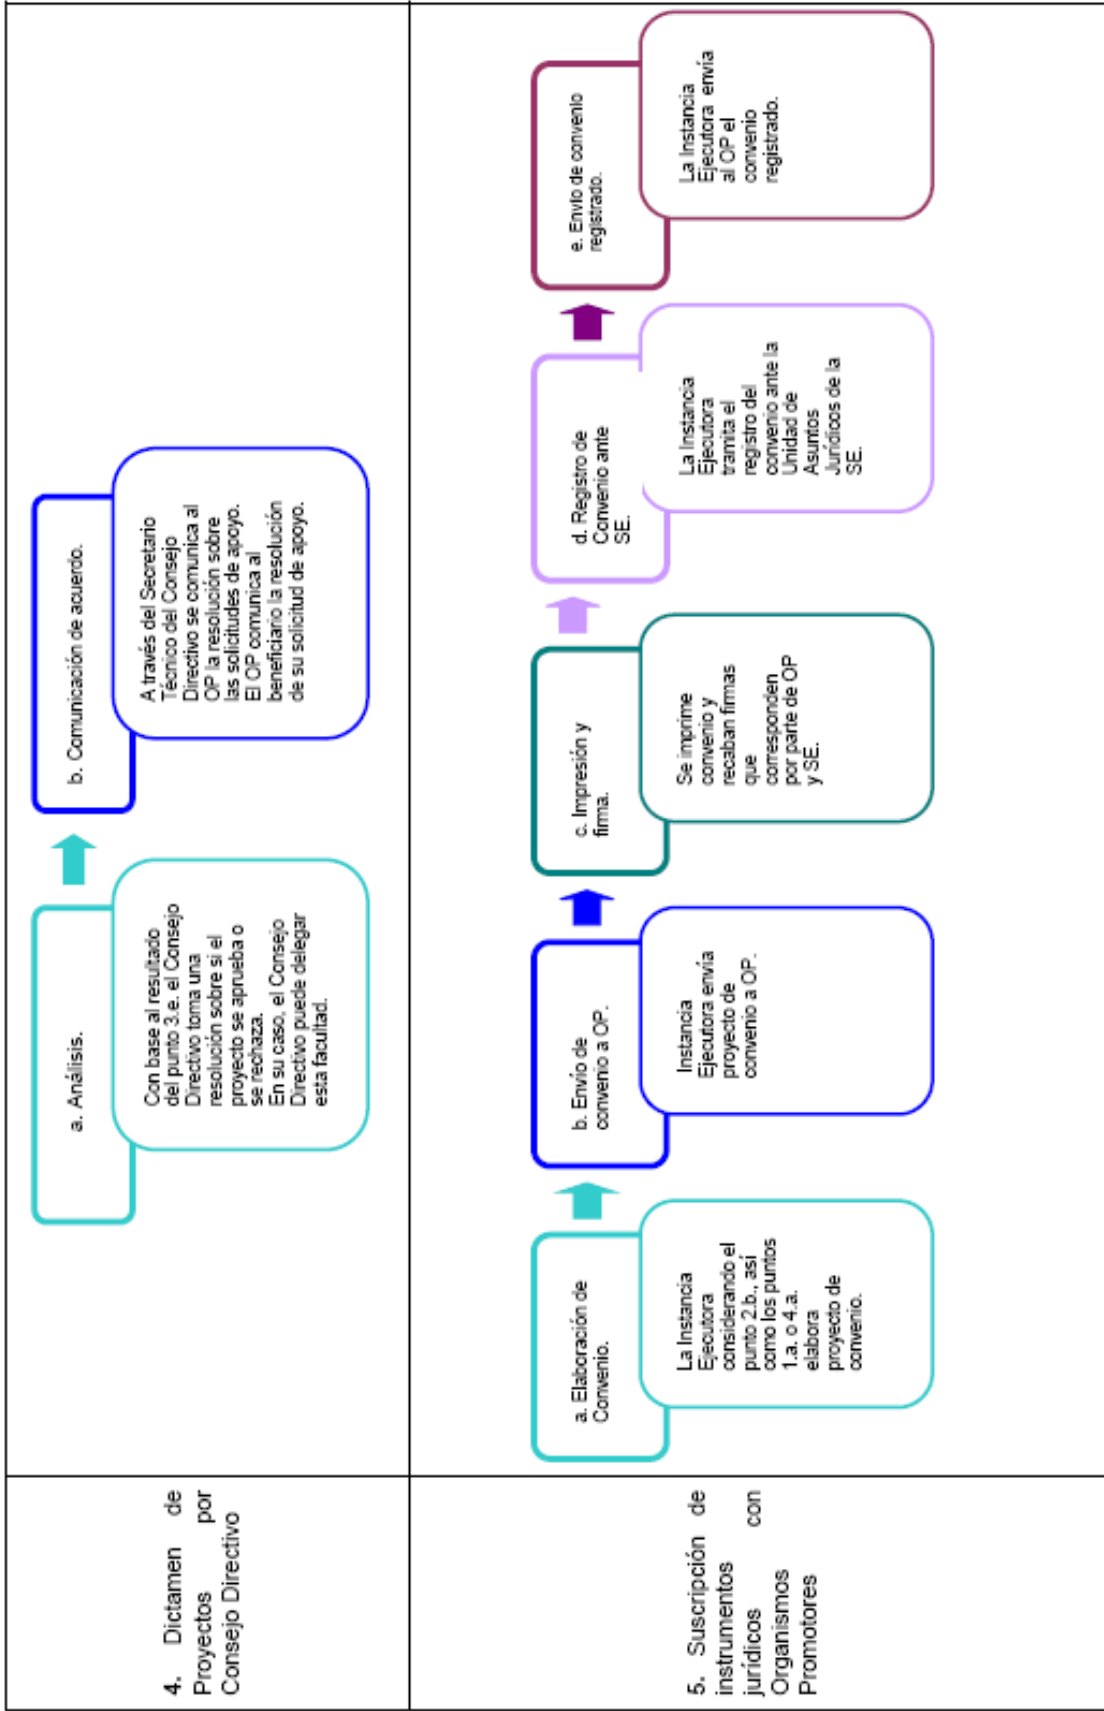 4. Dictamen de
Proyectos por
Consejo Directivo
a. Análisis.
Con base al resultado
del punto 3.e. el Consejo
Directivo toma una
resolución sobre si el
proyecto se aprueba o
se rechaza.
En su caso, el Consejo
Directivo puede delegar
esta facultad.
b. Comunicación de acuerdo.
A través del Secretario
Técnico del Consejo
Directivo se comunica al
OP la resolución sobre
las solicitudes de apoyo.
El OP comunica al
beneficiario la resolución
de su solicitud de apoyo.
5. Suscripción de
instrumentos
jurídicos con
Organismos
Promotores
a. Elaboración de
Convenio.
La Instancia
Ejecutora
considerando el
punto 2.b., así
como los puntos
1.a. o 4.a.
elabora
proyecto de
convenio.
b. Envío de
convenio a OP.
Instancia
Ejecutora envía
proyecto de
convenio a OP.
c. Impresión y
firma.
Se imprime
convenio y
recaban firmas
que
corresponden
por parte de OP
y SE.
d. Registro de
Convenio ante
SE.
La Instancia
Ejecutora
tramita el
registro del
convenio ante la
Unidad de
Asuntos
Jurídicos de la
SE.
e. Envío de convenio
registrado.
La Instancia
Ejecutora envía
al OP el
convenio
registrado.